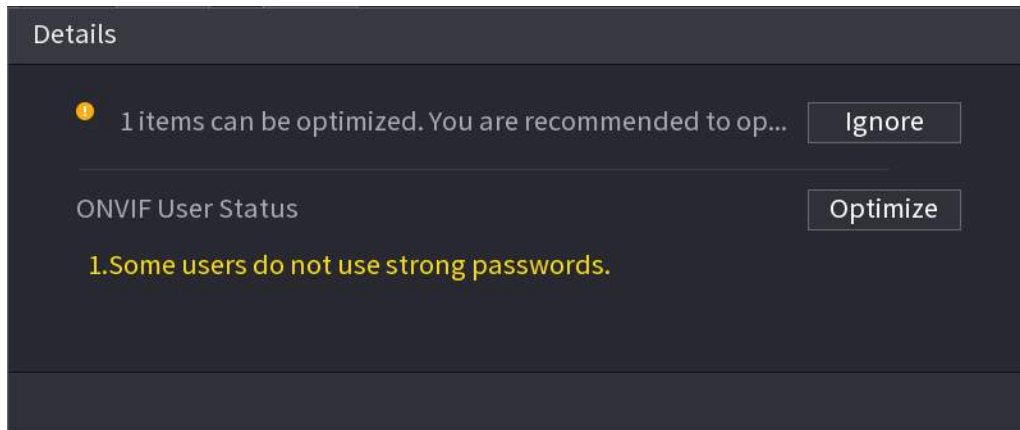 Details
1 items can be optimized. You are recommended to op... Ignore
ONVIF User Status Optimize
1.Some users do not use strong passwords.